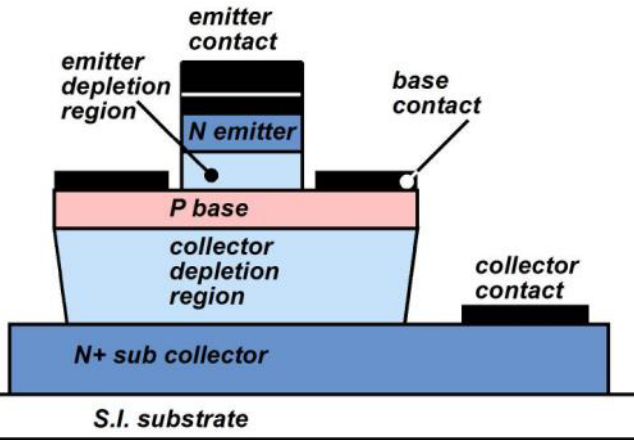 emitter
contact
emitter
depletion
region
base
contact
N emitter
P base
collector
depletion
region
collector
contact
N+ sub collector
S.I. substrate